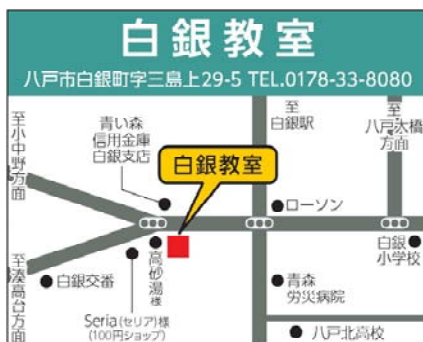 白銀教室
八戸市白銀町字三島上29-5 TEL.0178-33-8080
至小中野方面
青い森
信用金庫
白銀支店
至
白銀駅
至
八戸大橋
方面
白銀教室
ローソン
高砂湯様
白銀
小学校
至湊高台方面
白銀交番
青森
労災病院
Seria(セリア)様
(100円ショップ)
八戸北高校